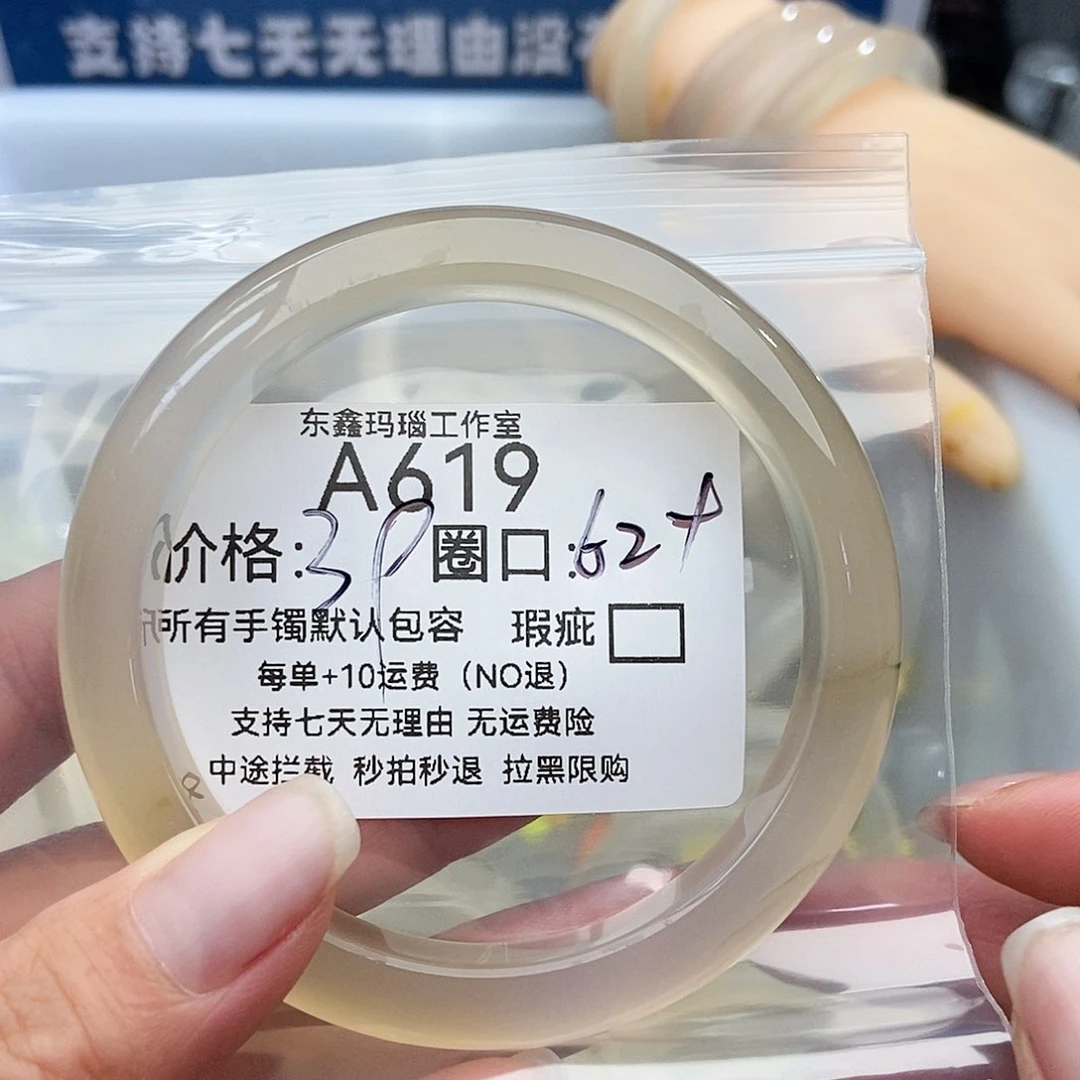 支持七天无理由没
东鑫玛瑙工作室
A619
价格: 圈口:62+
所有手镯默认包容 瑕疵
每单+10运费（NO退）
支持七天无理由 无运费险
中途拦截 秒拍秒退 拉黑限购